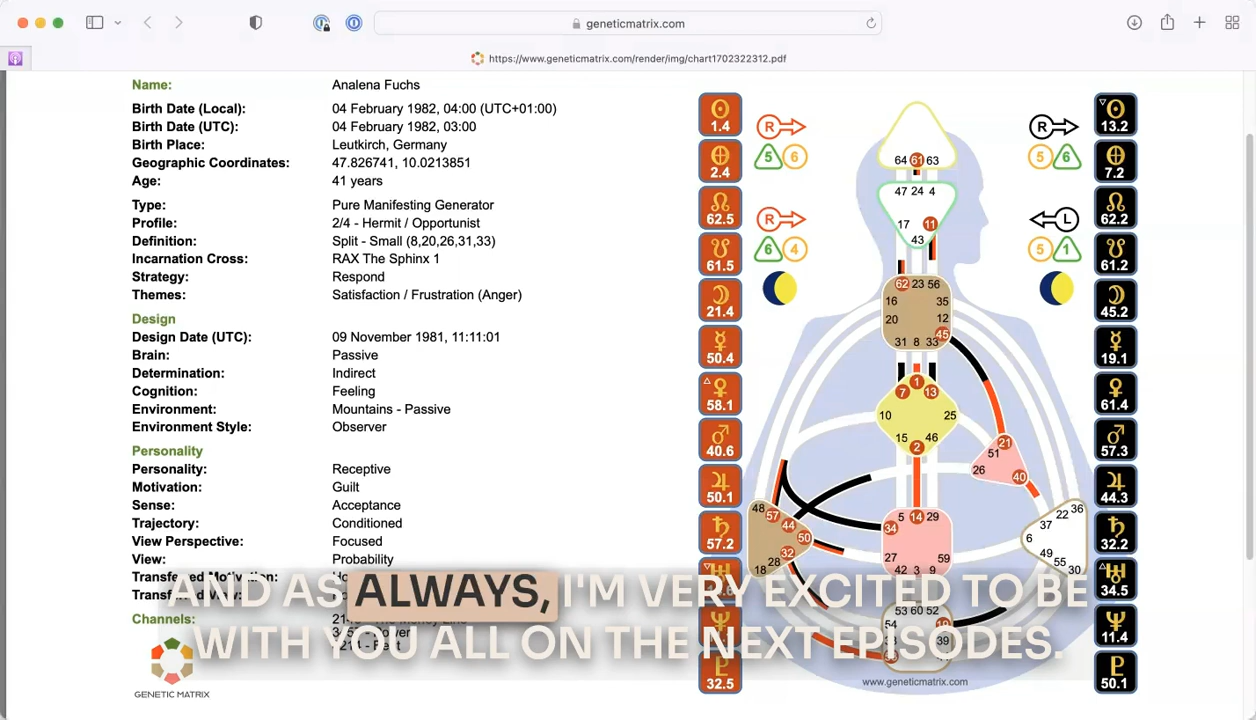 geneticmatrix.com
https://www.geneticmatrix.com/render/img/chart1702322312.pdf
Name: Analena Fuchs
Birth Date (Local): 04 February 1982, 04:00 (UTC+01:00)
Birth Date (UTC): 04 February 1982, 03:00
Birth Place: Leutkirch, Germany
Geographic Coordinates: 47.826741, 10.0213851
Age: 41 years
Type: Pure Manifesting Generator
Profile: 2/4 - Hermit / Opportunist
Definition: Split - Small (8,20,26,31,33)
Incarnation Cross: RAX The Sphinx 1
Strategy: Respond
Themes: Satisfaction / Frustration (Anger)
Design
Design Date (UTC): 09 November 1981, 11:11:01
Brain: Passive
Determination: Indirect
Cognition: Feeling
Environment: Mountains - Passive
Environment Style: Observer
Personality
Personality: Receptive
Motivation: Guilt
Sense: Acceptance
Trajectory: Conditioned
View Perspective: Focused
View: Probability
Channels:
GENETIC MATRIX
1.4
2.4
62.5
61.5
21.4
50.4
58.1
40.6
50.1
57.2
32.5
R
5 6
R
6 4
64 61 63
47 24 4
17 11
43
62 23 56
16 35
20 12
45
31 8 33
1
7 13
10 25
15 46
2
21
51
26 40
48
57
44
50
32
28
18
5 14 29
34
27 59
42 3 9
36
22
37
6
49
55
30
53 60 52
19
39
www.geneticmatrix.com
R
5 6
L
5 1
13.2
7.2
62.2
61.2
45.2
19.1
61.4
57.3
44.3
32.2
34.5
11.4
50.1
AND AS ALWAYS, I'M VERY EXCITED TO BE
WITH YOU ALL ON THE NEXT EPISODES.